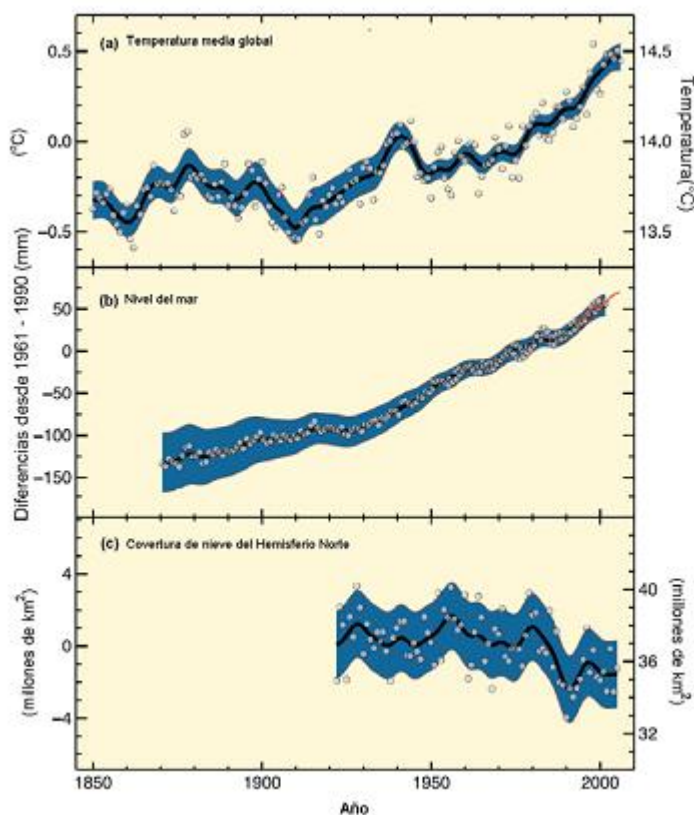 (a) Temperatura media global
0.5
0.0
−0.5
(°C)
14.5
14.0
13.5
Temperatura(°C)
Diferencias desde 1961 - 1990
(b) Nivel del mar
50
0
−50
−100
−150
(mm)
(c) Covertura de nieve del Hemisferio Norte
4
0
−4
(millones de km²)
40
36
32
(millones de km²)
1850
1900
1950
2000
Año